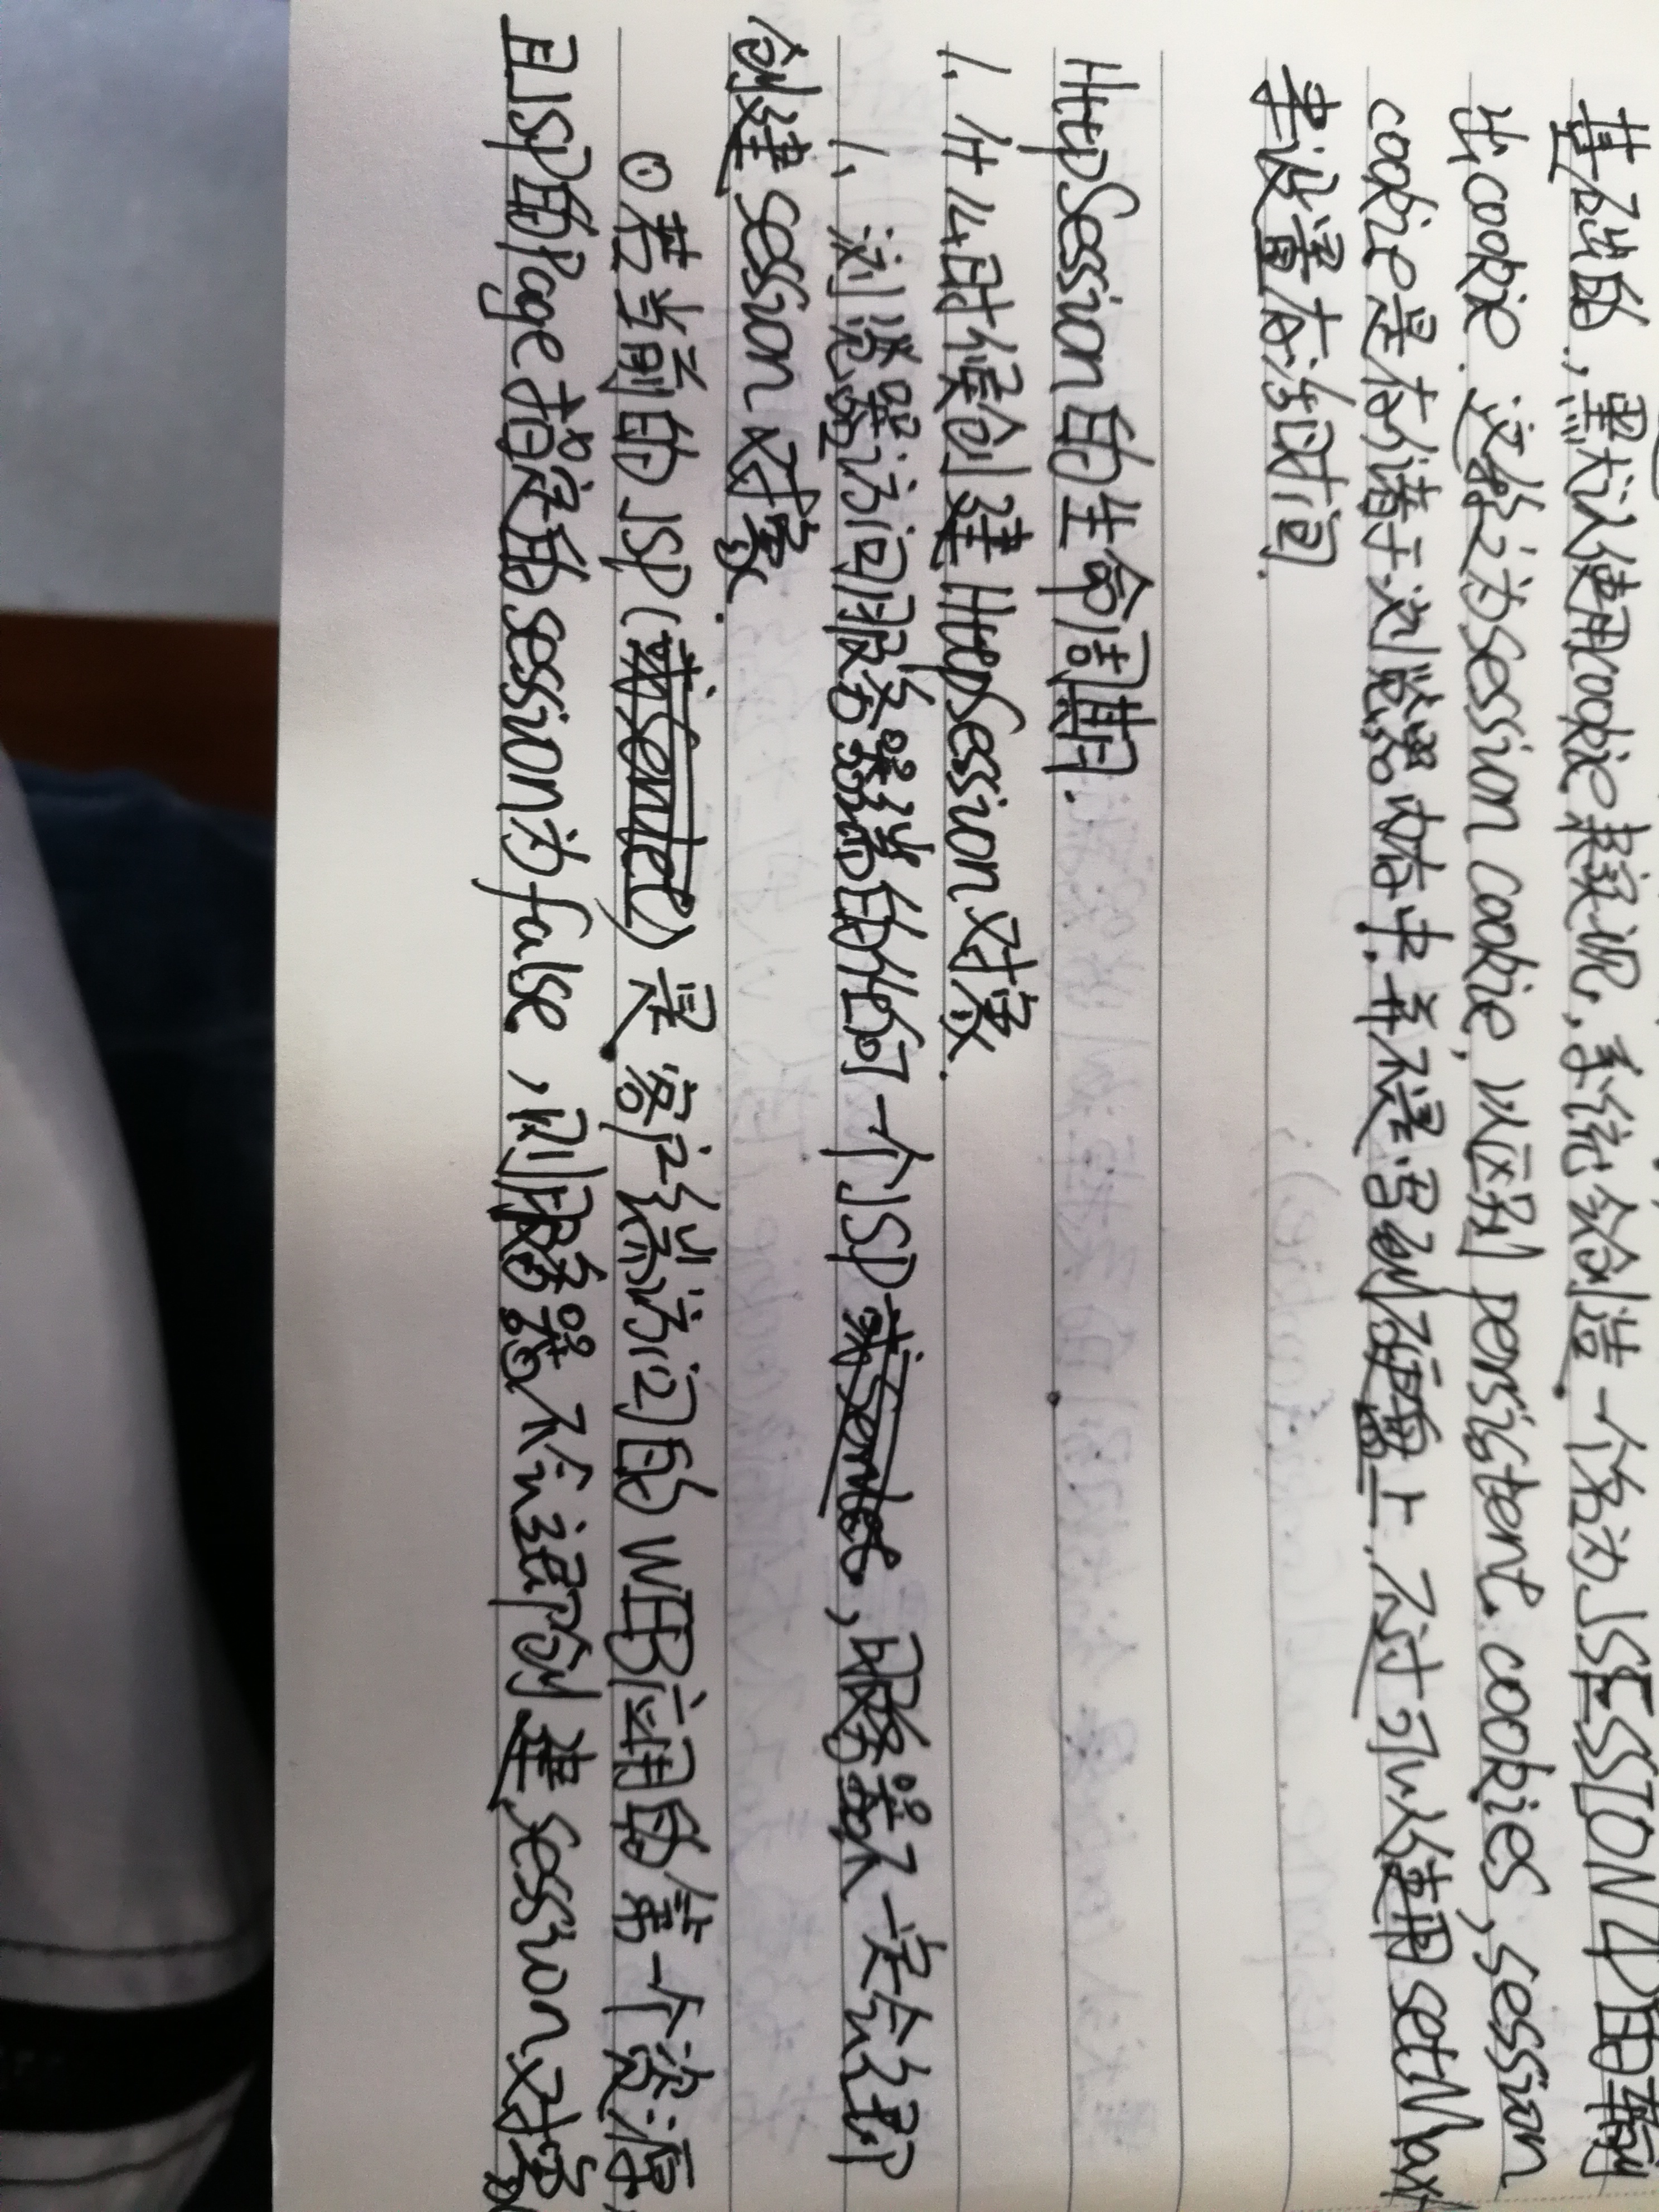 基础的,默认使用cookie来实现,系统会创造一个名为JSESSION的输
出cookie.这称之为session cookie,以区别persistent cookies,session
cookie是存储于浏览器内存中.并不是写到硬盘上.不过可以使用setMax
来设置存活时间.
HttpSession的生命周期.
1、什么时候创建HttpSession对象.
1、浏览器访问服务器端的任何一个JSP或Servlet,服务器不一定会立即
创建session对象.
①若当前的JSP(或Servlet)是客户端访问的WEB应用的第一个资源,
且JSP的Page指定的session为false,则服务器不会立即创建session对象